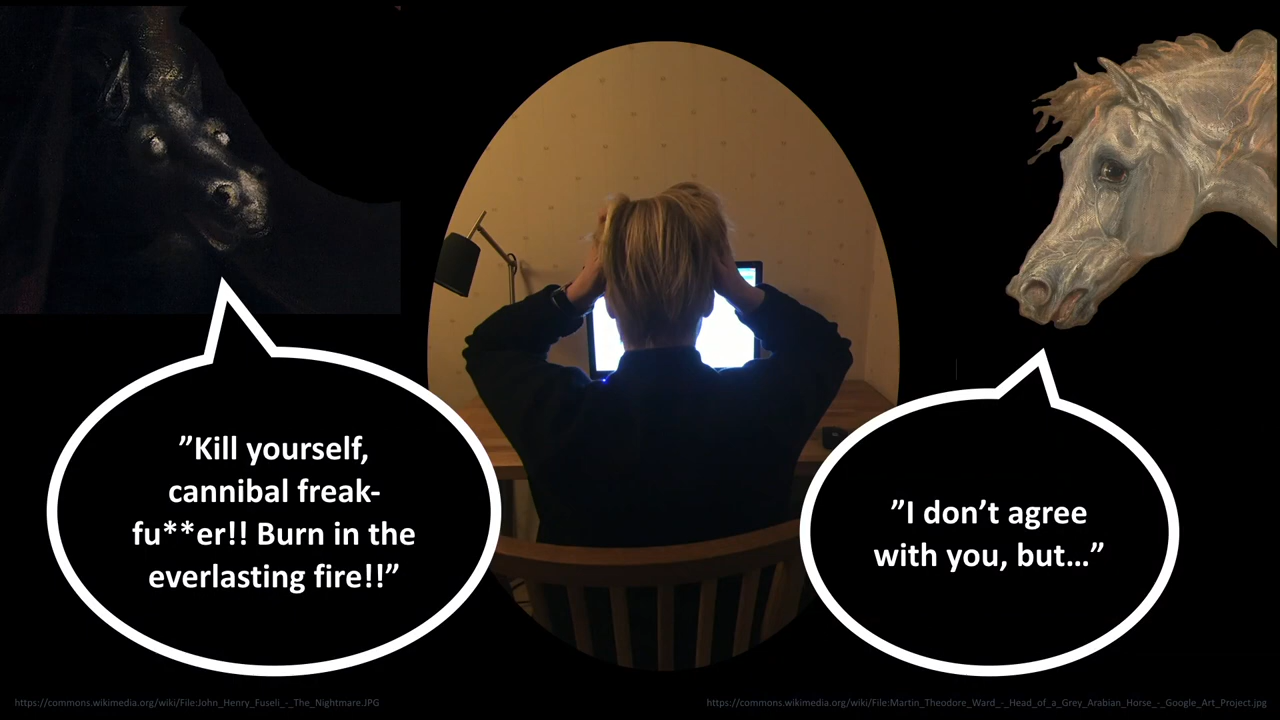 ”Kill yourself,
cannibal freak-
fu**er!! Burn in the
everlasting fire!!”
”I don’t agree
with you, but...”
https://commons.wikimedia.org/wiki/File:John_Henry_Fuseli_-_The_Nightmare.JPG
https://commons.wikimedia.org/wiki/File:Martin_Theodore_Ward_-_Head_of_a_Grey_Arabian_Horse_-_Google_Art_Project.jpg